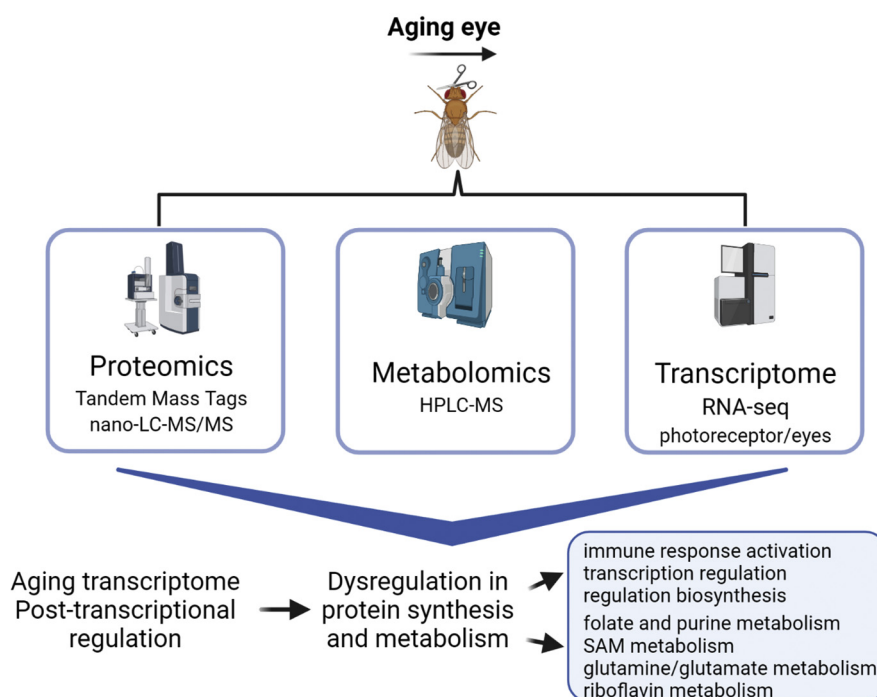 Aging eye
Proteomics
Tandem Mass Tags
nano-LC-MS/MS
Metabolomics
HPLC-MS
Transcriptome
RNA-seq
photoreceptor/eyes
Aging transcriptome
Post-transcriptional
regulation
Dysregulation in
protein synthesis
and metabolism
immune response activation
transcription regulation
regulation biosynthesis
folate and purine metabolism
SAM metabolism
glutamine/glutamate metabolism
riboflavin metabolism